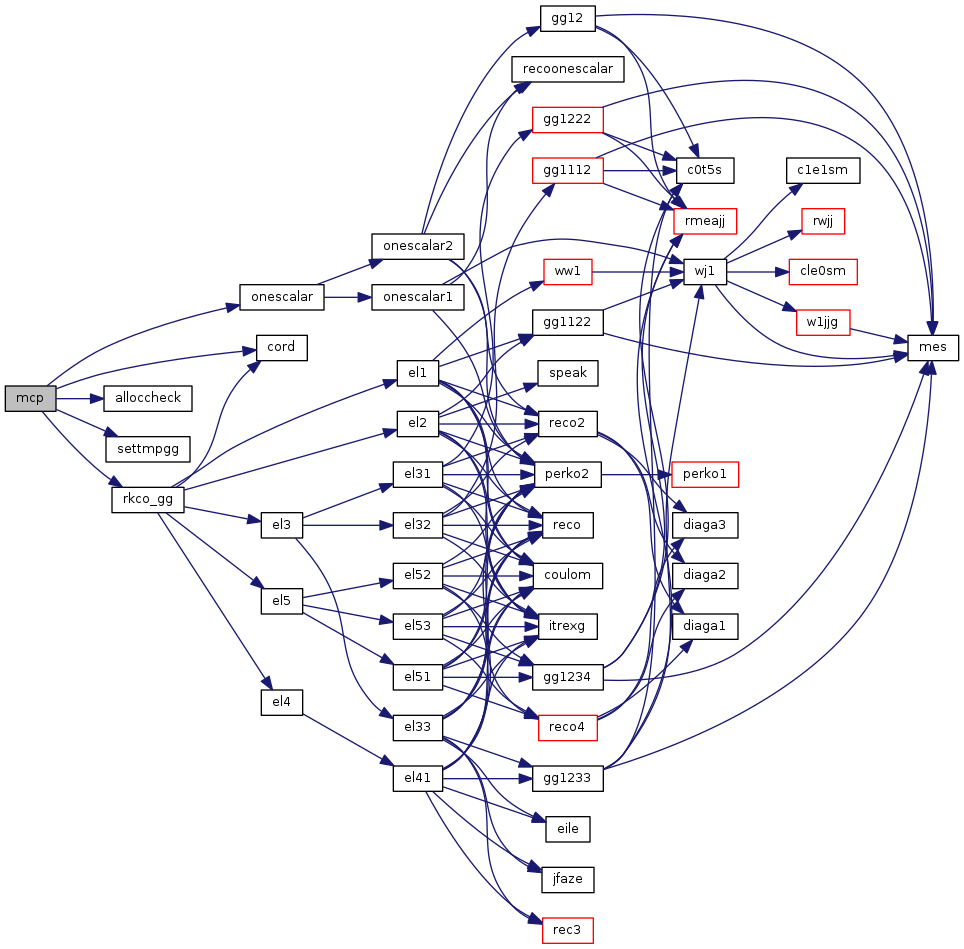 gg12
recoonescalar
gg1222
gg1112
c0t5s
c1e1sm
rmeajj
rwjj
onescalar2
wj1
ww1
cle0sm
onescalar
onescalar1
gg1122
w1jjg
cord
mes
el1
speak
mcp
alloccheck
el2
reco2
settmpgg
el31
perko2
perko1
rkco_gg
el3
el32
reco
diaga3
el52
coulom
diaga2
el5
el53
itrexg
diaga1
el51
gg1234
el4
el33
reco4
el41
gg1233
eile
jfaze
rec3